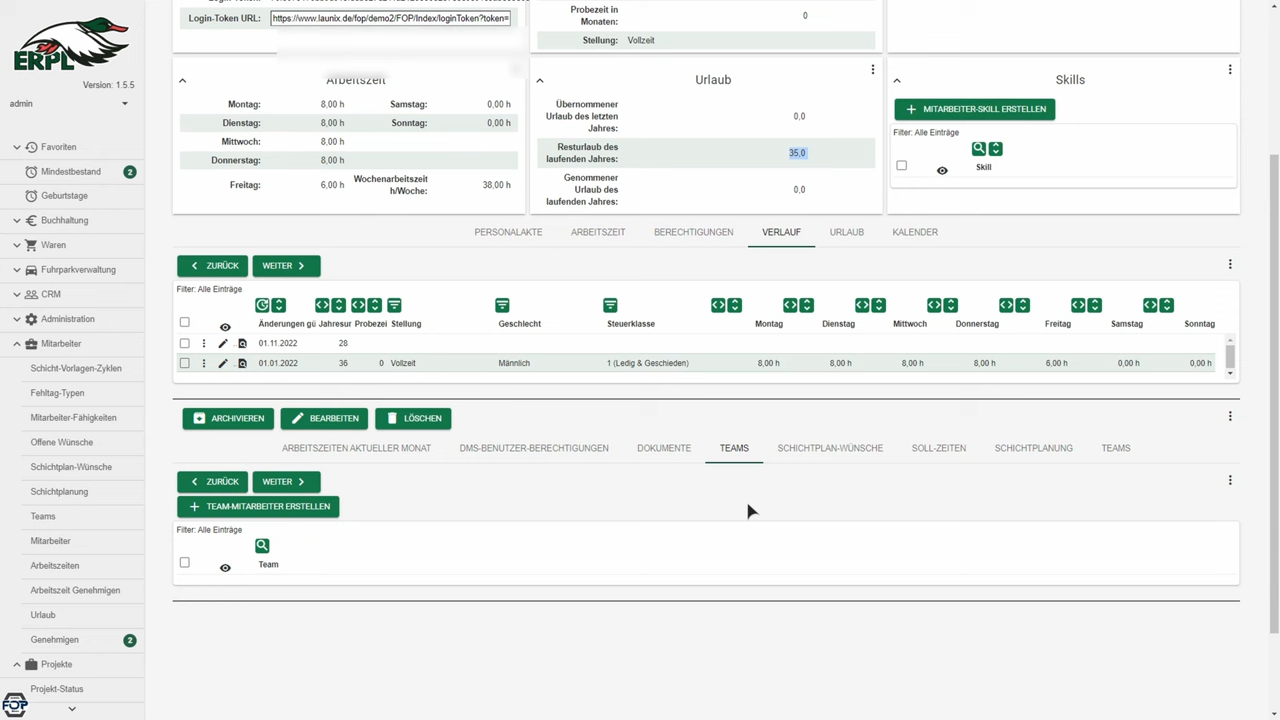 ERPL
Version: 1.5.5
admin
Favoriten
Mindestbestand 2
Geburtstage
Buchhaltung
Waren
Fuhrparkverwaltung
CRM
Administration
Mitarbeiter
Schicht-Vorlagen-Zyklen
Fehltag-Typen
Mitarbeiter-Fähigkeiten
Offene Wünsche
Schichtplan-Wünsche
Schichtplanung
Teams
Mitarbeiter
Arbeitszeiten
Arbeitszeit Genehmigen
Urlaub
Genehmigen 2
Projekte
Projekt-Status
FOP
Login-Token URL: https://www.launix.de/fop/demo2/FOP/Index/loginToken?token=
Probezeit in
Monaten: 0
Stellung: Vollzeit
Arbeitszeit
Montag: 8,00 h Samstag: 0,00 h
Dienstag: 8,00 h Sonntag: 0,00 h
Mittwoch: 8,00 h
Donnerstag: 8,00 h
Freitag: 6,00 h Wochenarbeitszeit
h/Woche: 38,00 h
Urlaub
Übernommener
Urlaub des letzten
Jahres: 0,0
Resturlaub des
laufenden Jahres: 35,0
Genommener
Urlaub des
laufenden Jahres: 0,0
Skills
MITARBEITER-SKILL ERSTELLEN
Filter: Alle Einträge
Skill
PERSONALAKTE ARBEITSZEIT BERECHTIGUNGEN VERLAUF URLAUB KALENDER
ZURÜCK WEITER
Filter: Alle Einträge
Änderungen gü Jahresur Probezei Stellung Geschlecht Steuerklasse Montag Dienstag Mittwoch Donnerstag Freitag Samstag Sonntag
01.11.2022 28
01.01.2022 36 0 Vollzeit Männlich 1 (Ledig & Geschieden) 8,00 h 8,00 h 8,00 h 8,00 h 6,00 h 0,00 h 0,00 h
ARCHIVIEREN BEARBEITEN LÖSCHEN
ARBEITSZEITEN AKTUELLER MONAT DMS-BENUTZER-BERECHTIGUNGEN DOKUMENTE TEAMS SCHICHTPLAN-WÜNSCHE SOLL-ZEITEN SCHICHTPLANUNG TEAMS
ZURÜCK WEITER
TEAM-MITARBEITER ERSTELLEN
Filter: Alle Einträge
Team